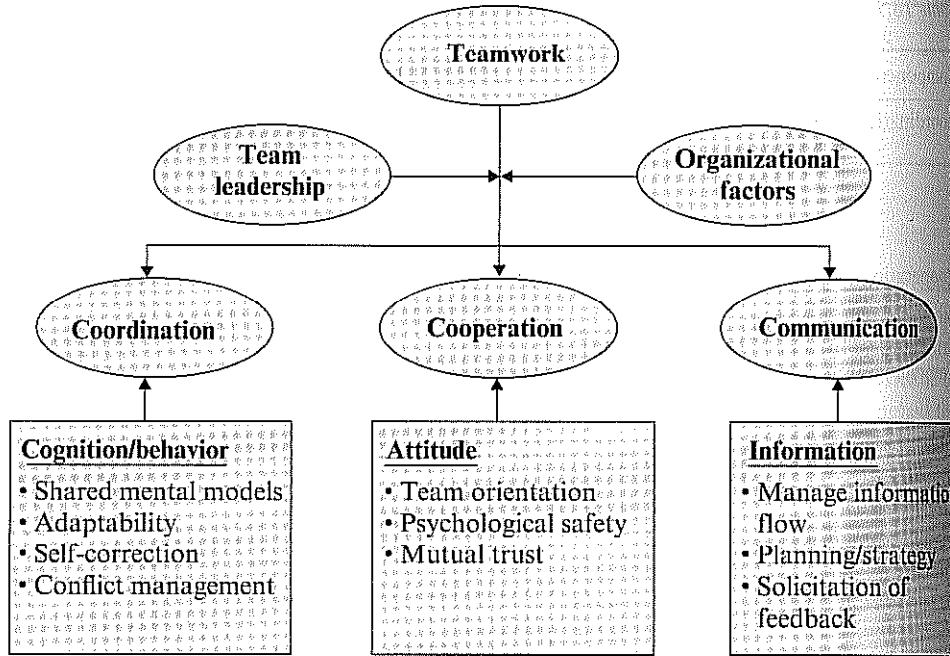 Teamwork
Team
leadership
Organizational
factors
Coordination
Cooperation
Communication
Cognition/behavior
• Shared mental models
• Adaptability
• Self-correction
• Conflict management
Attitude
• Team orientation
• Psychological safety
• Mutual trust
Information
• Manage informatio
flow
• Planning/strategy
• Solicitation of
feedback